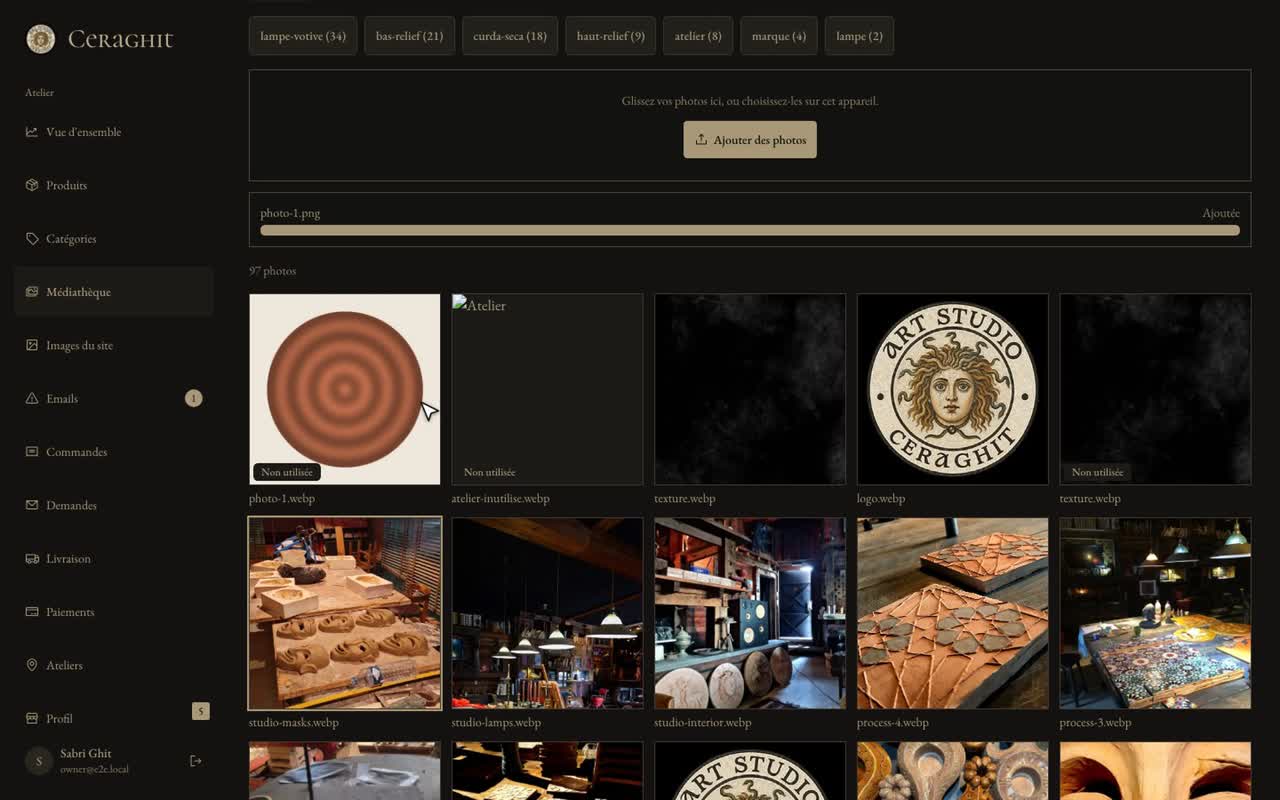 Ceraghit
Atelier
Vue d'ensemble
Produits
Catégories
Médiathèque
Images du site
Emails
1
Commandes
Demandes
Livraison
Paiements
Ateliers
Profil
5
S
Sabri Ghit
owner@e2e.local
lampe-votive (34)
bas-relief (21)
curda-seca (18)
haut-relief (9)
atelier (8)
marque (4)
lampe (2)
Glissez vos photos ici, ou choisissez-les sur cet appareil.
Ajouter des photos
photo-1.png
Ajoutée
97 photos
Non utilisée
photo-1.webp
Atelier
Non utilisée
atelier-inutilise.webp
texture.webp
ART STUDIO
CERAGHIT
logo.webp
Non utilisée
texture.webp
studio-masks.webp
studio-lamps.webp
studio-interior.webp
process-4.webp
process-3.webp
ART STUDIO